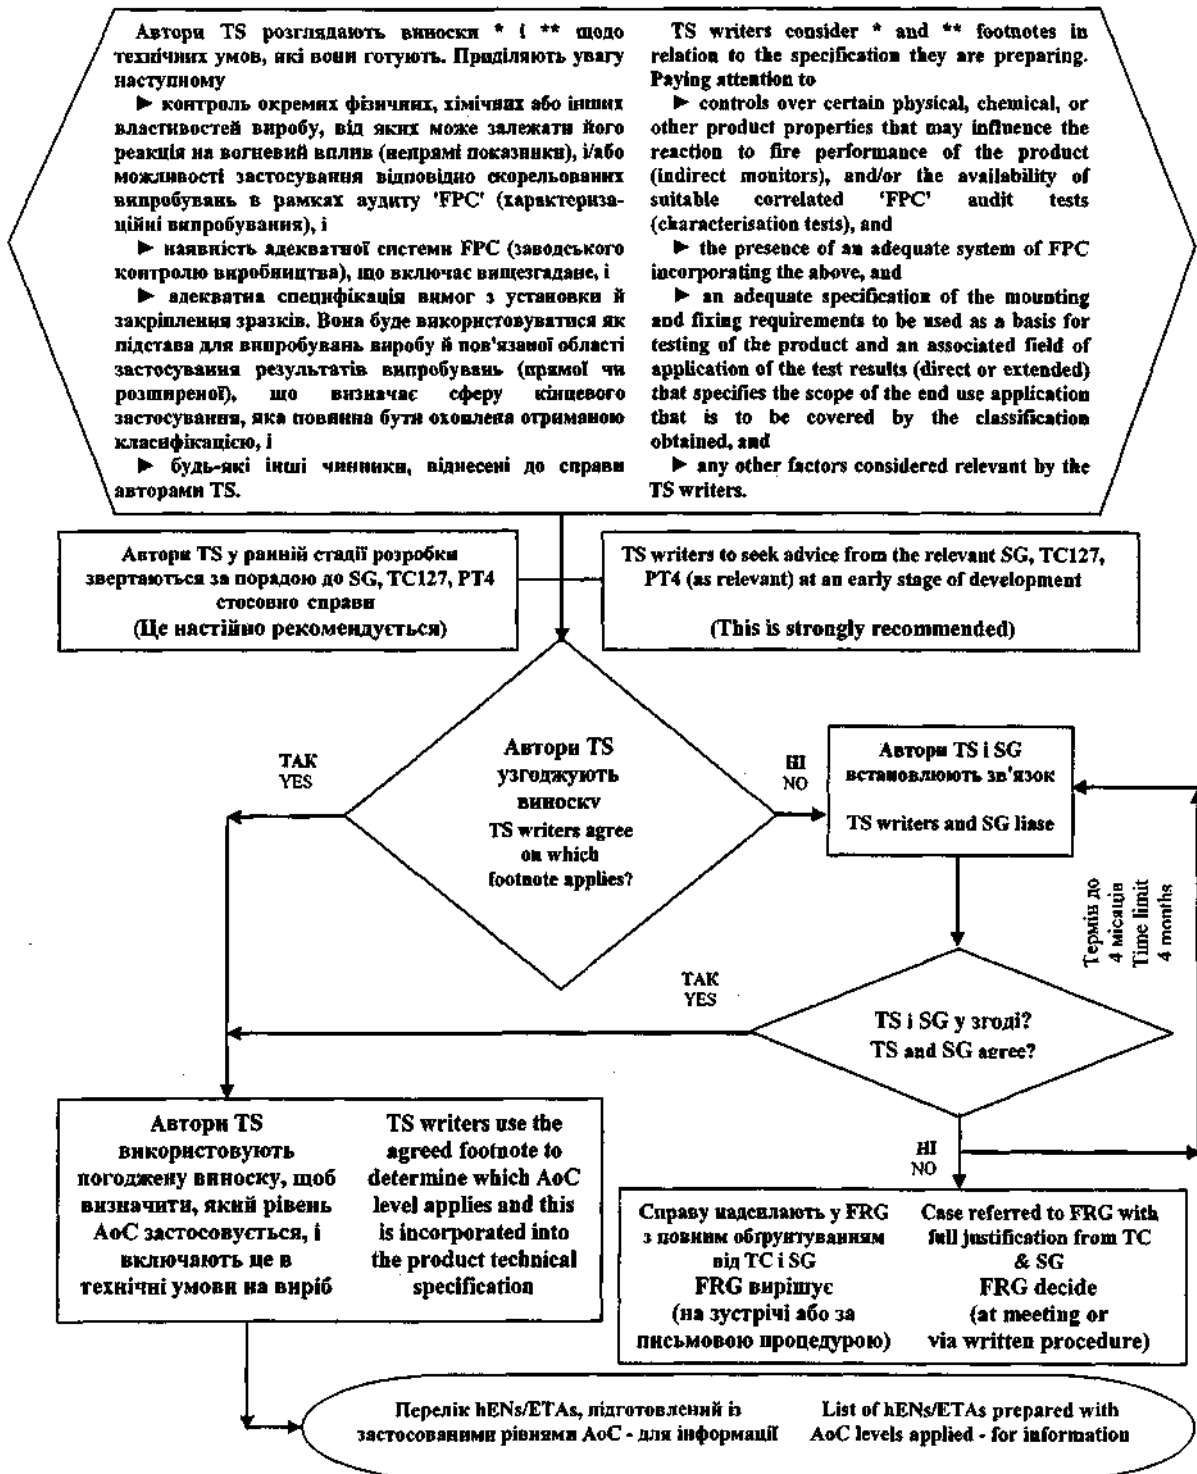 Автори TS розглядають виноски * і ** щодо
технічних умов, які вони готують. Приділяють увагу
наступному
► контроль окремих фізичних, хімічних або інших
властивостей виробу, від яких може залежати його
реакція на вогневий вплив (непрямі показники), і/або
можливості застосування відповідно скорельованих
випробувань в рамках аудиту 'FPC' (характериза-
ційні випробування), і
► наявність адекватної системи FPC (заводського
контролю виробництва), що включає вищезгадане, і
► адекватна специфікація вимог з установки й
закріплення зразків. Вона буде використовуватися як
підстава для випробувань виробу й пов'язаної області
застосування результатів випробувань (прямої чи
розширеної), що визначає сферу кінцевого
застосування, яка повинна бути охоплена отриманою
класифікацією, і
► будь-які інші чинники, віднесені до справи
авторами TS.
TS writers consider * and ** footnotes in
relation to the specification they are preparing.
Paying attention to
► controls over certain physical, chemical, or
other product properties that may influence the
reaction to fire performance of the product
(indirect monitors), and/or the availability of
suitable correlated 'FPC' audit tests
(characterisation tests), and
► the presence of an adequate system of FPC
incorporating the above, and
► an adequate specification of the mounting
and fixing requirements to be used as a basis for
testing of the product and an associated field of
application of the test results (direct or extended)
that specifies the scope of the end use application
that is to be covered by the classification
obtained, and
► any other factors considered relevant by the
TS writers.
Автори TS у ранній стадії розробки
звертаються за порадою до SG, TC127, PT4
стосовно справи
(Це настійно рекомендується)
TS writers to seek advice from the relevant SG, TC127,
PT4 (as relevant) at an early stage of development
(This is strongly recommended)
ТАК
YES
Автори TS
узгоджують
виноску
TS writers agree
on which
footnote applies?
НІ
NO
Автори TS і SG
встановлюють зв'язок
TS writers and SG liase
Термін до
4 місяців
Time limit
4 months
ТАК
YES
TS і SG у згоді?
TS and SG agree?
НІ
NO
Автори TS
використовують
погоджену виноску, щоб
визначити, який рівень
АоС застосовується, і
включають це в
технічні умови на виріб
TS writers use the
agreed footnote to
determine which AoC
level applies and this
is incorporated into
the product technical
specification
Справу надсилають у FRG
з повним обґрунтуванням
від TC і SG
FRG вирішує
(на зустрічі або за
письмовою процедурою)
Case referred to FRG with
full justification from TC
& SG
FRG decide
(at meeting or
via written procedure)
Перелік hENs/ETAs, підготовлений із
застосованими рівнями АоС - для інформації
List of hENs/ETAs prepared with
AoC levels applied - for information